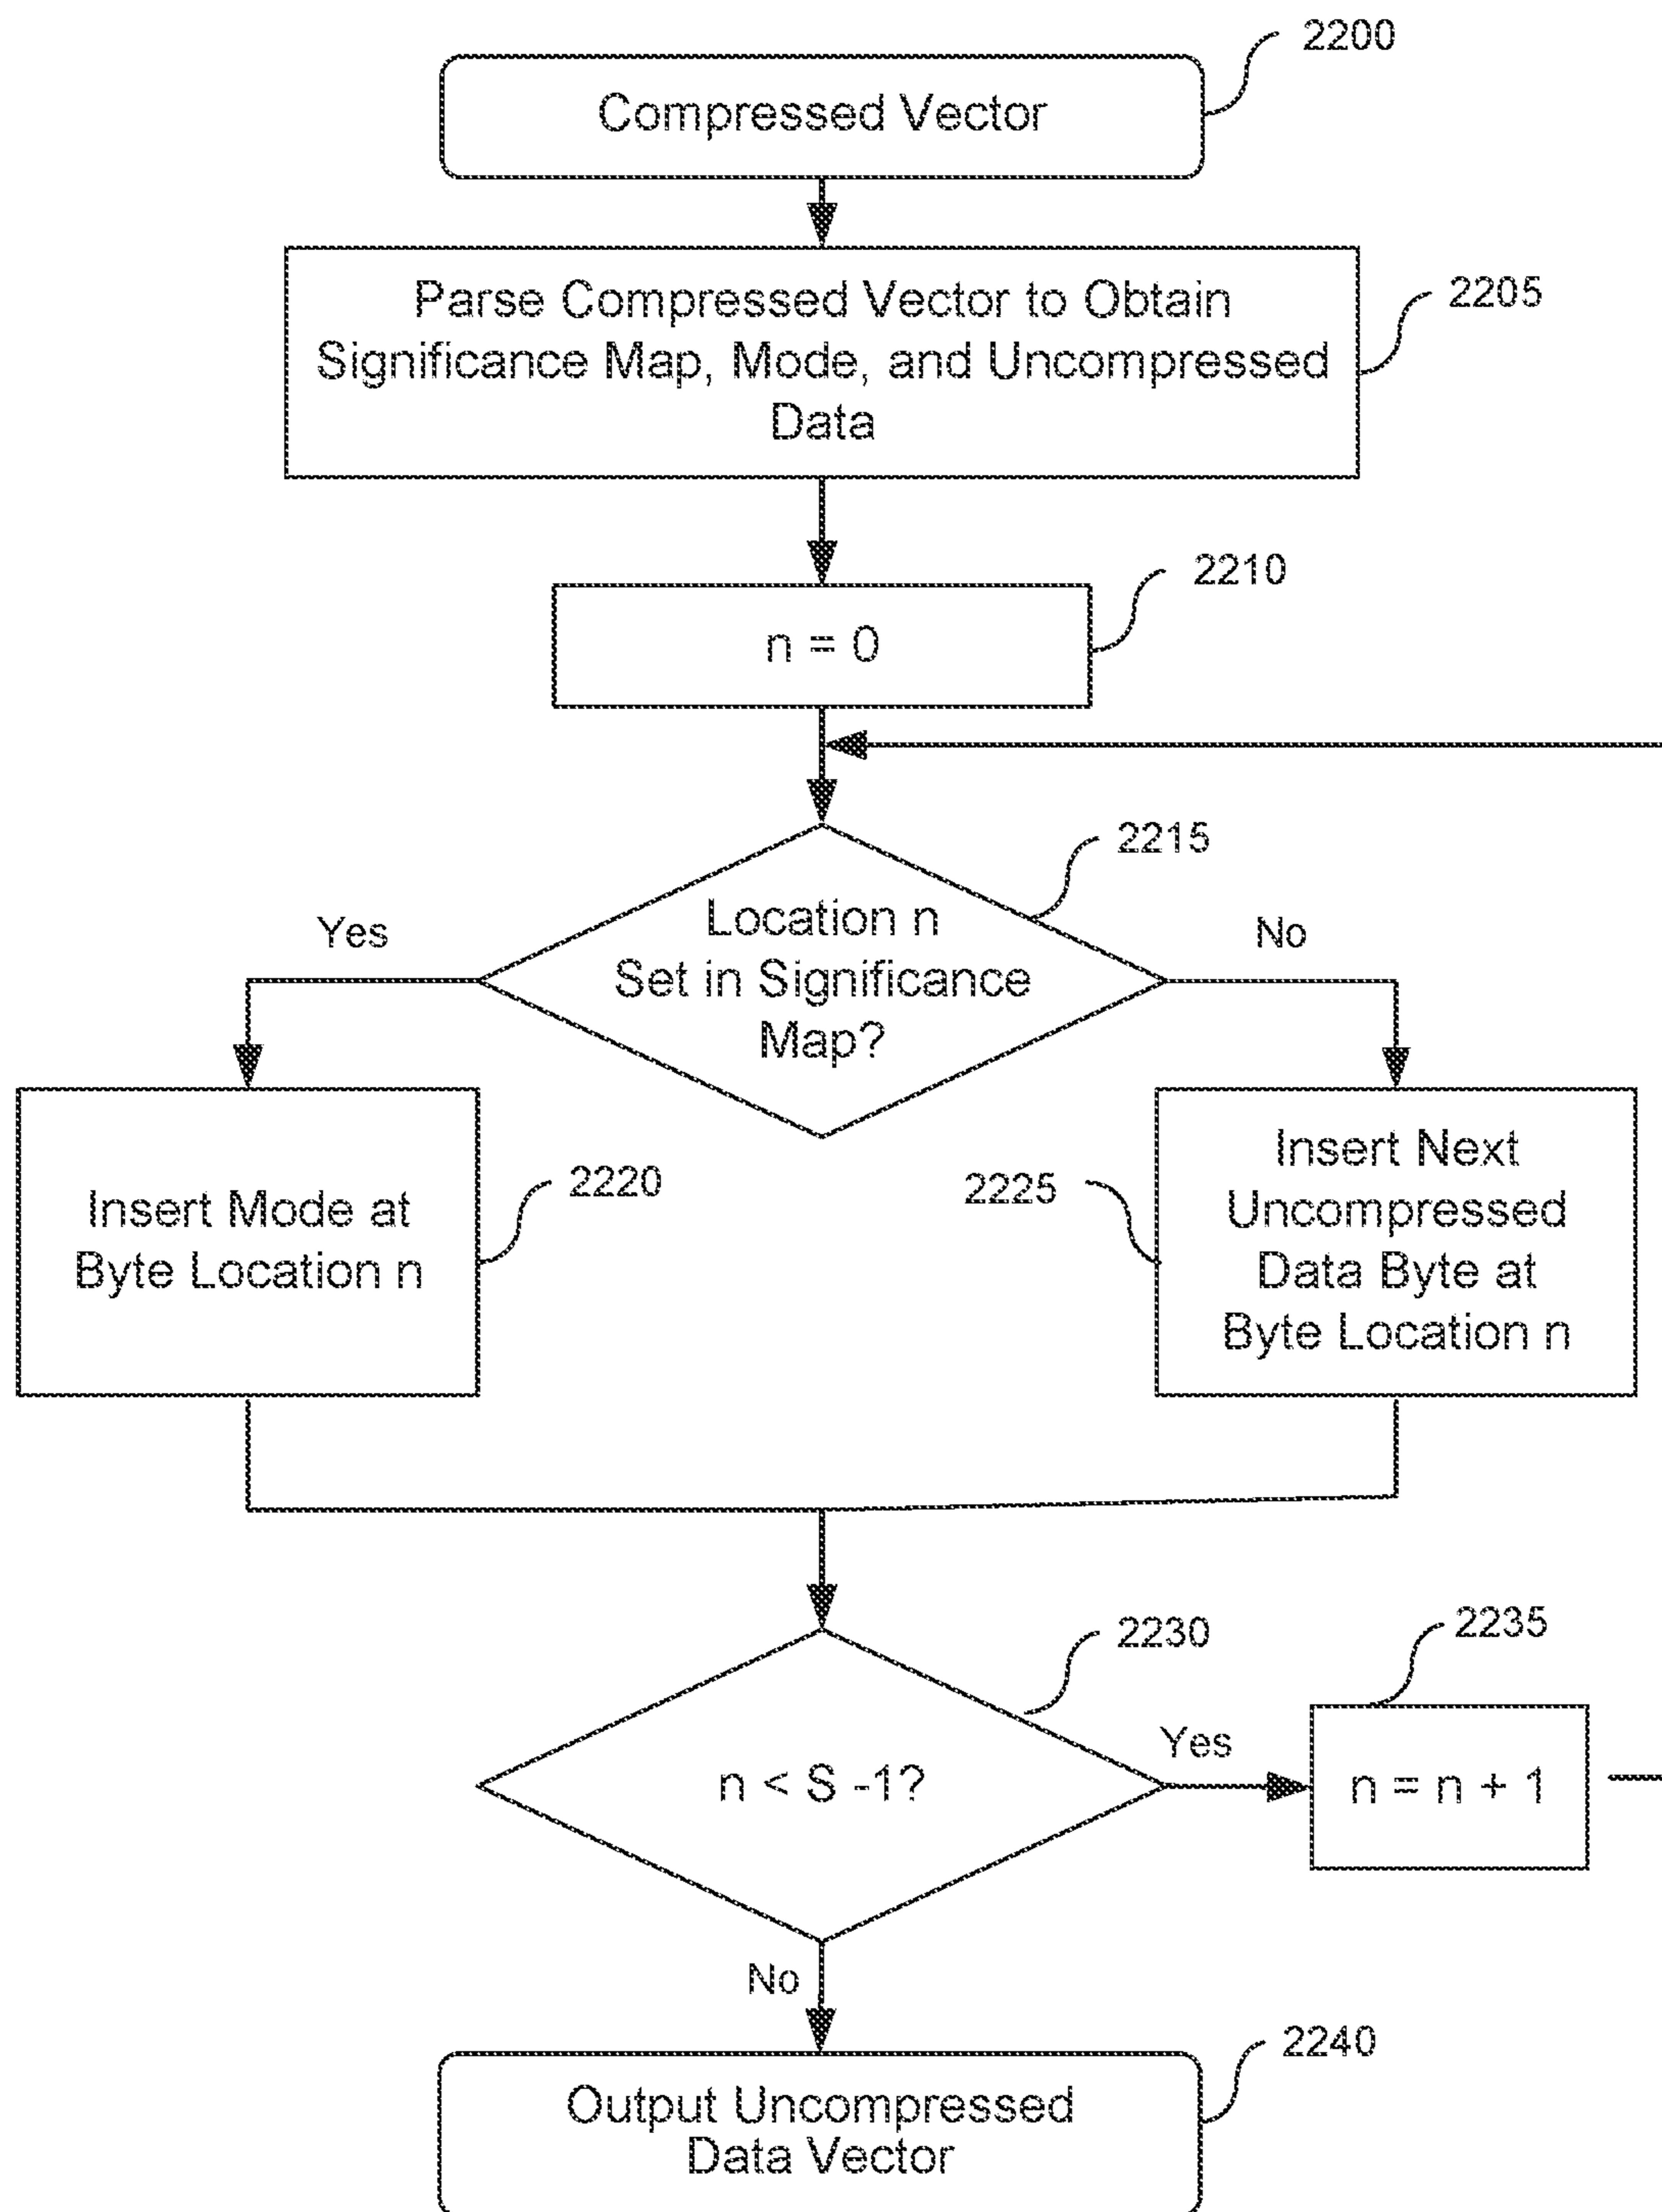 2200
Compressed Vector
2205
Parse Compressed Vector to Obtain
Significance Map, Mode, and Uncompressed
Data
2210
n = 0
2215
Location n
Set in Significance
Map?
Yes
No
2220
Insert Mode at
Byte Location n
2225
Insert Next
Uncompressed
Data Byte at
Byte Location n
2230
n < S -1?
Yes
2235
n = n + 1
No
2240
Output Uncompressed
Data Vector